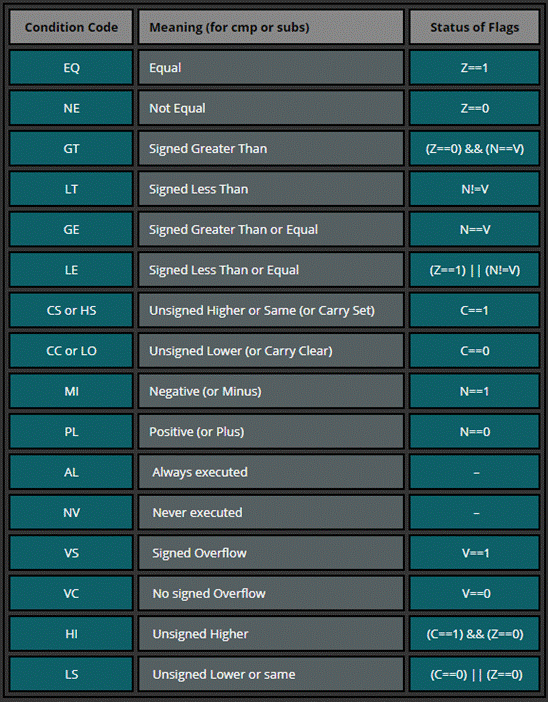 Condition Code Meaning (for cmp or subs) Status of Flags
EQ Equal Z==1
NE Not Equal Z==0
GT Signed Greater Than (Z==0) && (N==V)
LT Signed Less Than N!=V
GE Signed Greater Than or Equal N==V
LE Signed Less Than or Equal (Z==1) || (N!=V)
CS or HS Unsigned Higher or Same (or Carry Set) C==1
CC or LO Unsigned Lower (or Carry Clear) C==0
MI Negative (or Minus) N==1
PL Positive (or Plus) N==0
AL Always executed –
NV Never executed –
VS Signed Overflow V==1
VC No signed Overflow V==0
HI Unsigned Higher (C==1) && (Z==0)
LS Unsigned Lower or same (C==0) || (Z==0)